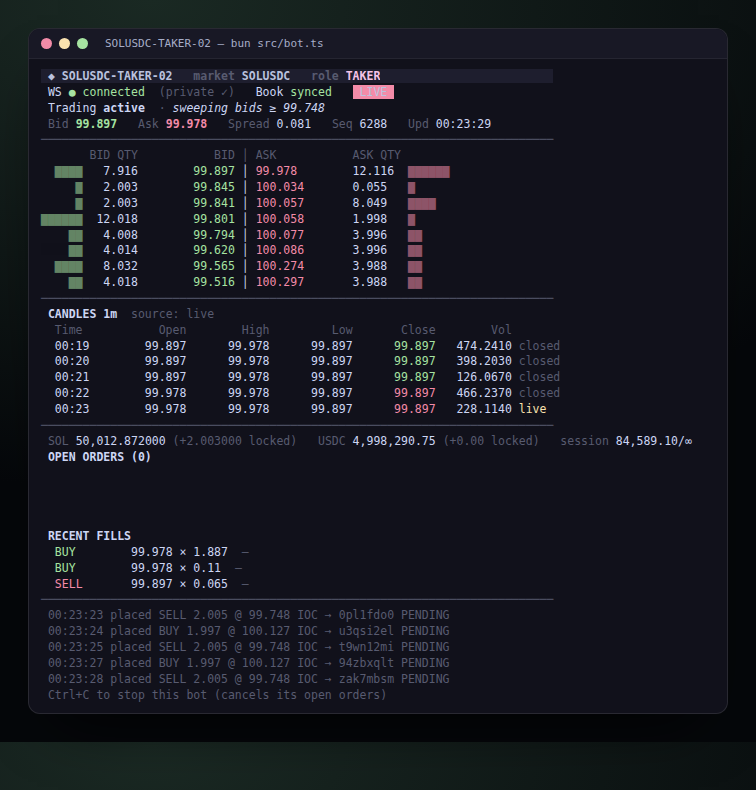 SOLUSDC-TAKER-02 — bun src/bot.ts
◆ SOLUSDC-TAKER-02 market SOLUSDC role TAKER
WS ● connected (private ✓) Book synced LIVE
Trading active · sweeping bids ≥ 99.748
Bid 99.897 Ask 99.978 Spread 0.081 Seq 6288 Upd 00:23:29
BID QTY BID │ ASK ASK QTY
7.916 99.897 │ 99.978 12.116
2.003 99.845 │ 100.034 0.055
2.003 99.841 │ 100.057 8.049
12.018 99.801 │ 100.058 1.998
4.008 99.794 │ 100.077 3.996
4.014 99.620 │ 100.086 3.996
8.032 99.565 │ 100.274 3.988
4.018 99.516 │ 100.297 3.988
CANDLES 1m source: live
Time Open High Low Close Vol
00:19 99.897 99.978 99.897 99.897 474.2410 closed
00:20 99.897 99.978 99.897 99.897 398.2030 closed
00:21 99.897 99.978 99.897 99.897 126.0670 closed
00:22 99.978 99.978 99.897 99.897 466.2370 closed
00:23 99.978 99.978 99.897 99.897 228.1140 live
SOL 50,012.872000 (+2.003000 locked) USDC 4,998,290.75 (+0.00 locked) session 84,589.10/∞
OPEN ORDERS (0)
RECENT FILLS
BUY 99.978 × 1.887 —
BUY 99.978 × 0.11 —
SELL 99.897 × 0.065 —
00:23:23 placed SELL 2.005 @ 99.748 IOC → 0pl1fdo0 PENDING
00:23:24 placed BUY 1.997 @ 100.127 IOC → u3qsi2el PENDING
00:23:25 placed SELL 2.005 @ 99.748 IOC → t9wn12mi PENDING
00:23:27 placed BUY 1.997 @ 100.127 IOC → 94zbxqlt PENDING
00:23:28 placed SELL 2.005 @ 99.748 IOC → zak7mbsm PENDING
Ctrl+C to stop this bot (cancels its open orders)